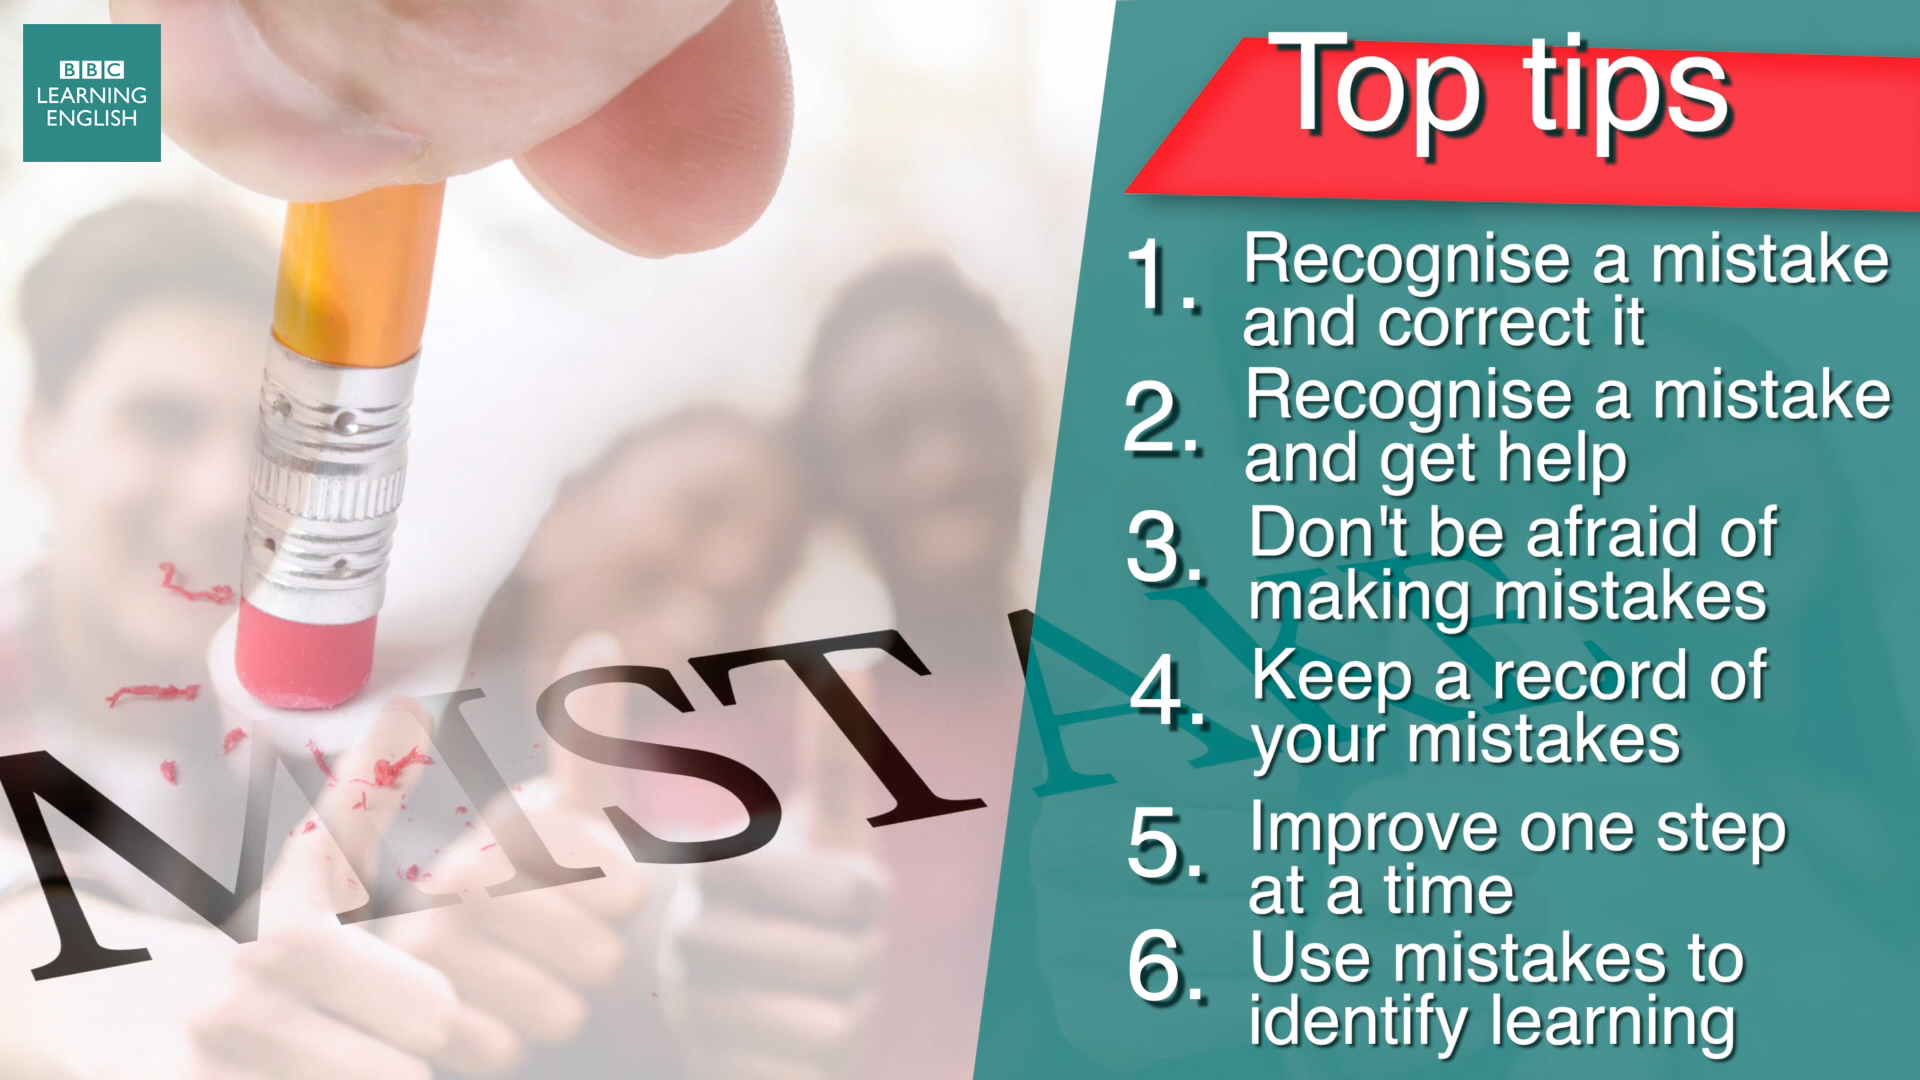 BBC
LEARNING
ENGLISH
Top tips
1. Recognise a mistake
and correct it
2. Recognise a mistake
and get help
3. Don't be afraid of
making mistakes
4. Keep a record of
your mistakes
5. Improve one step
at a time
6. Use mistakes to
identify learning
MISTAKE